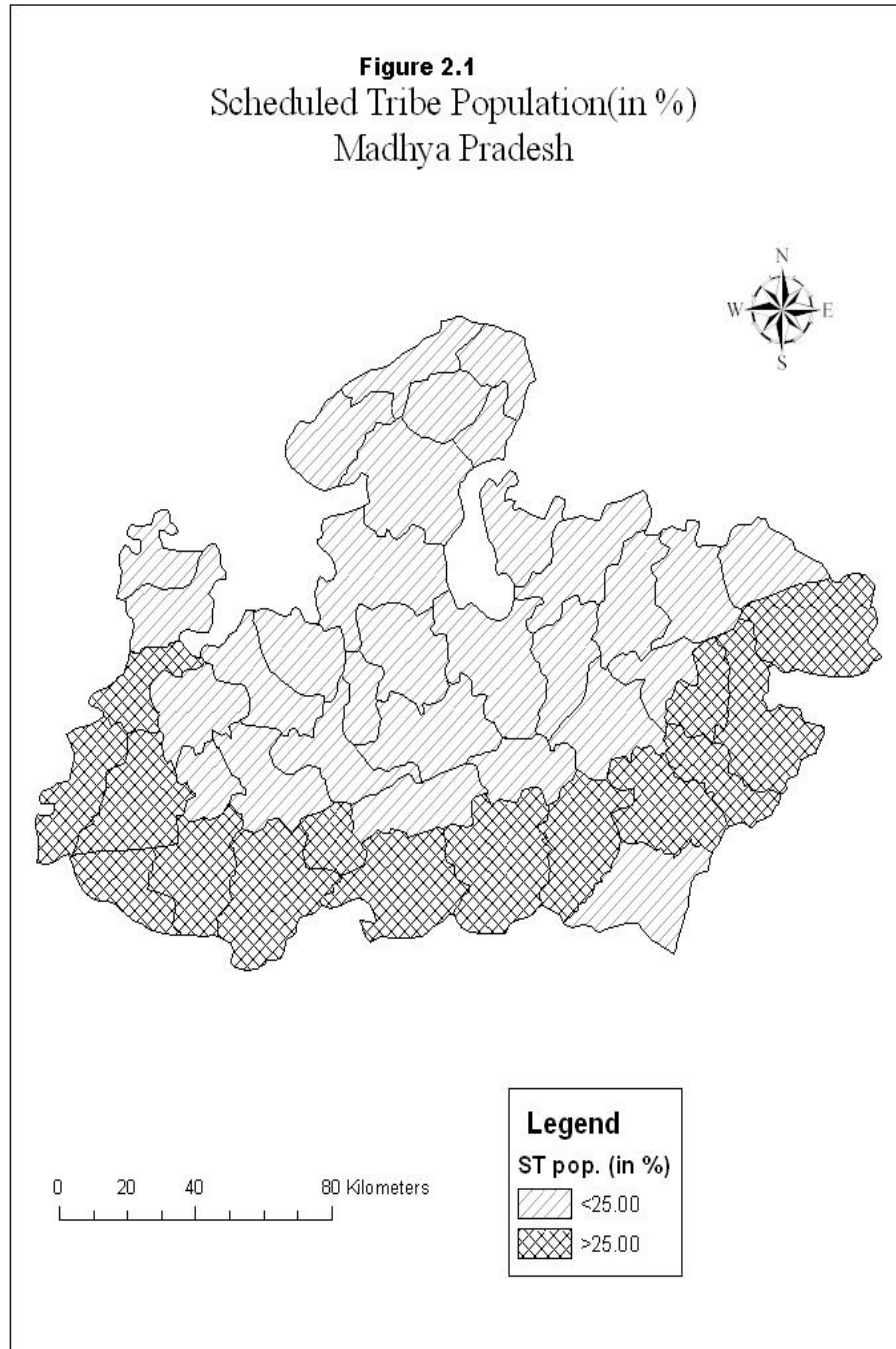 Figure 2.1
Scheduled Tribe Population(in %)
Madhya Pradesh
N
W E
S
Legend
ST pop. (in %)
<25.00
>25.00
0 20 40 80 Kilometers